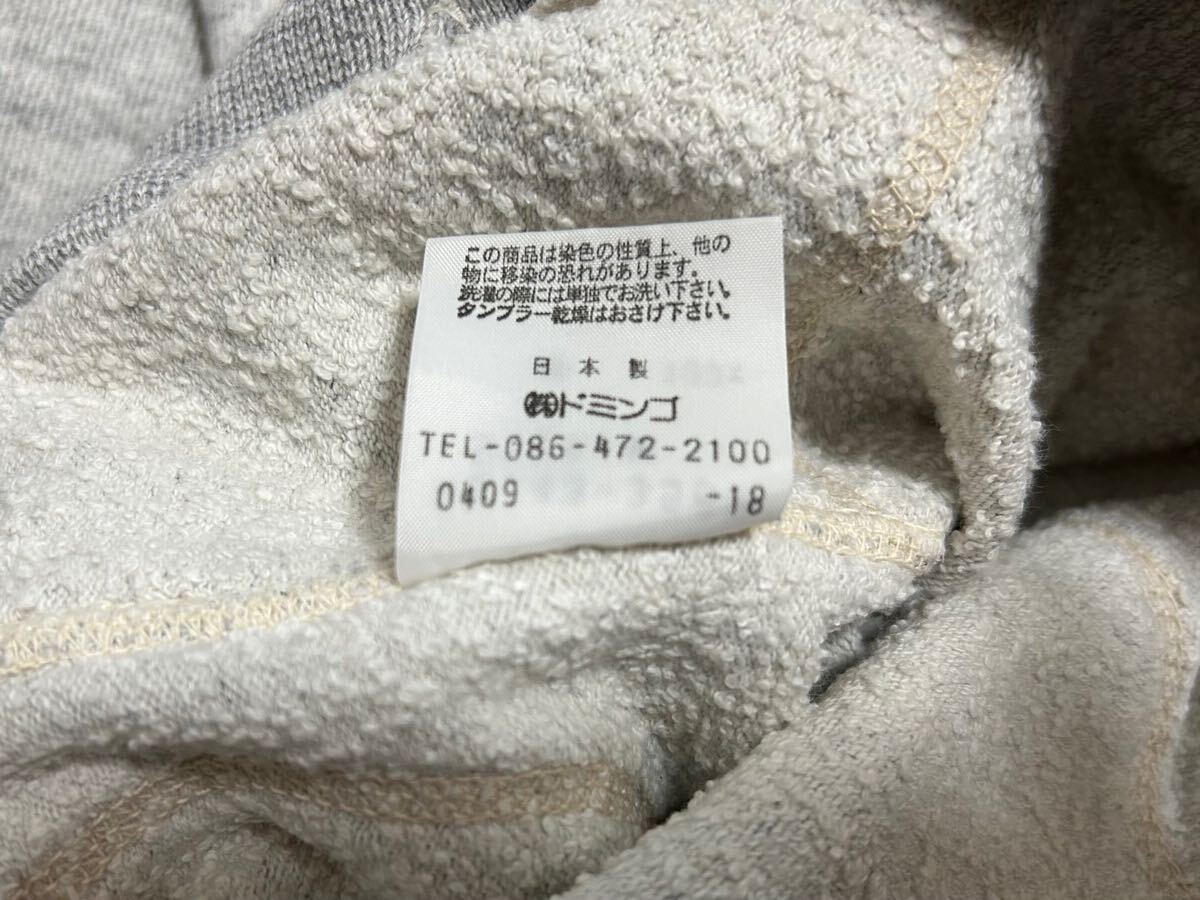 この商品は染色の性質上、他の
物に移染の恐れがあります。
洗濯の際には単独でお洗い下さい。
タンブラー乾燥はおさけ下さい。
日本製
㈱ドミンゴ
TEL-086-472-2100
0409 -18